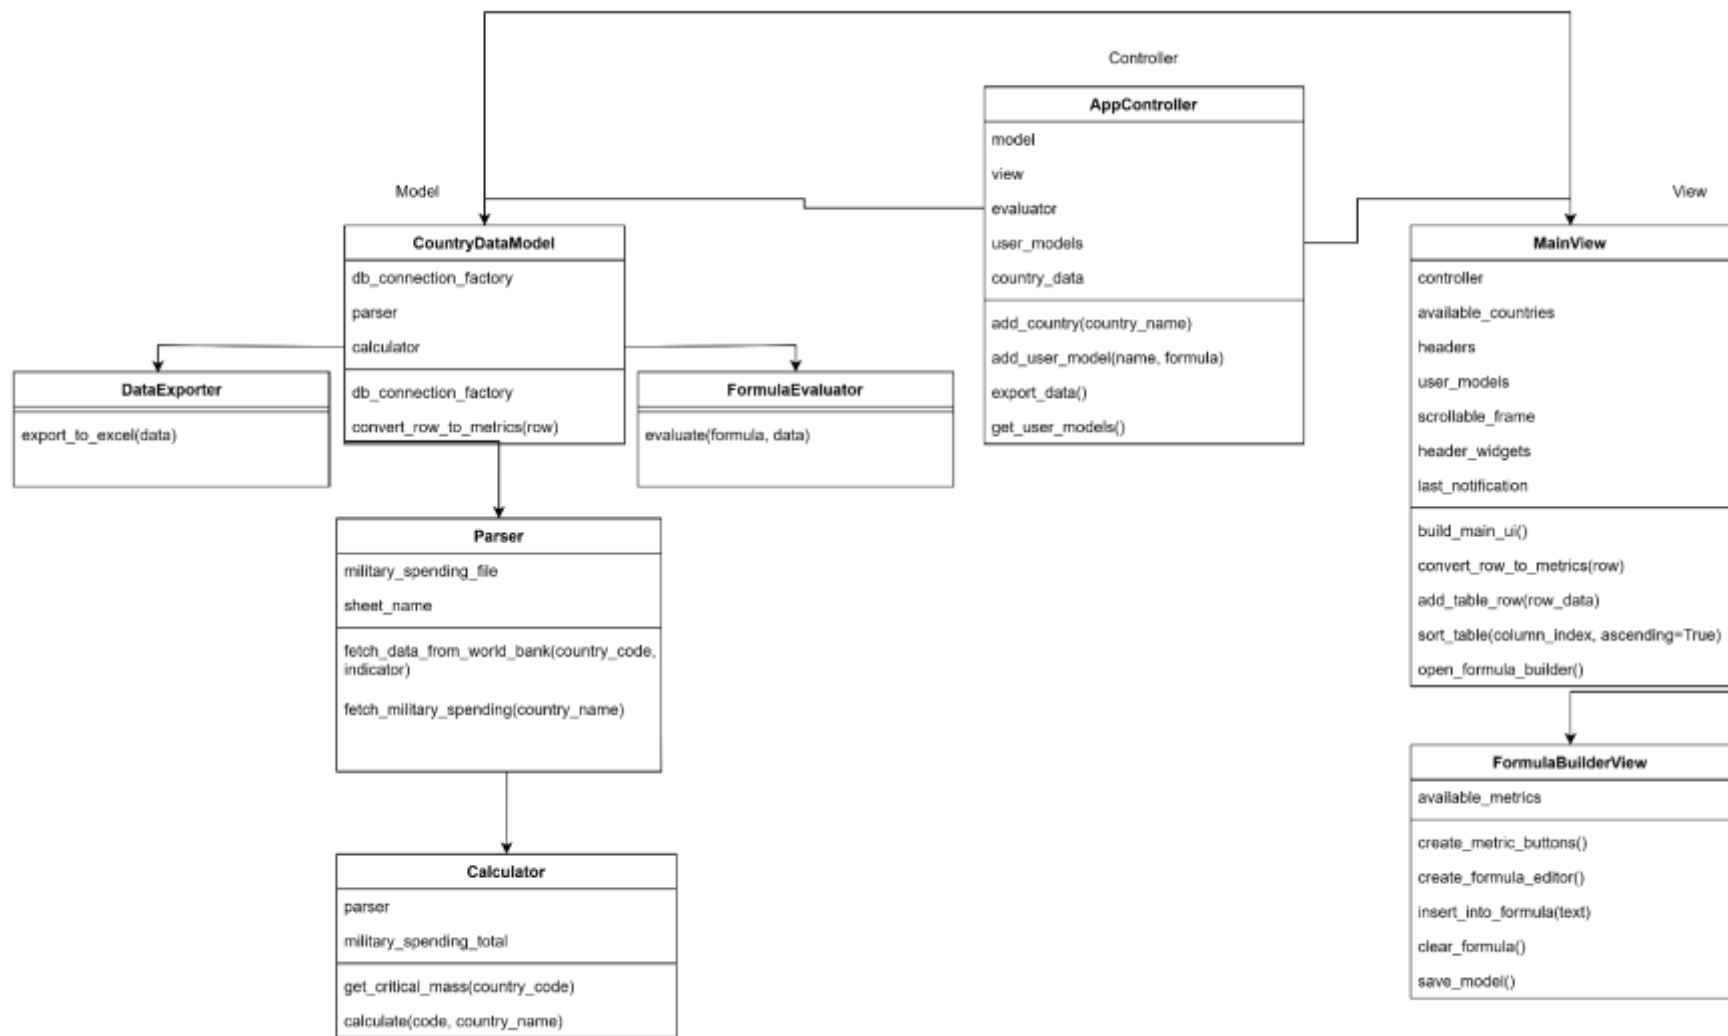 Controller
AppController
model
view
evaluator
user_models
country_data
add_country(country_name)
add_user_model(name, formula)
export_data()
get_user_models()
Model
CountryDataModel
db_connection_factory
parser
calculator
db_connection_factory
convert_row_to_metrics(row)
DataExporter
export_to_excel(data)
FormulaEvaluator
evaluate(formula, data)
Parser
military_spending_file
sheet_name
fetch_data_from_world_bank(country_code,
indicator)
fetch_military_spending(country_name)
Calculator
parser
military_spending_total
get_critical_mass(country_code)
calculate(code, country_name)
View
MainView
controller
available_countries
headers
user_models
scrollable_frame
header_widgets
last_notification
build_main_ui()
convert_row_to_metrics(row)
add_table_row(row_data)
sort_table(column_index, ascending=True)
open_formula_builder()
FormulaBuilderView
available_metrics
create_metric_buttons()
create_formula_editor()
insert_into_formula(text)
clear_formula()
save_model()